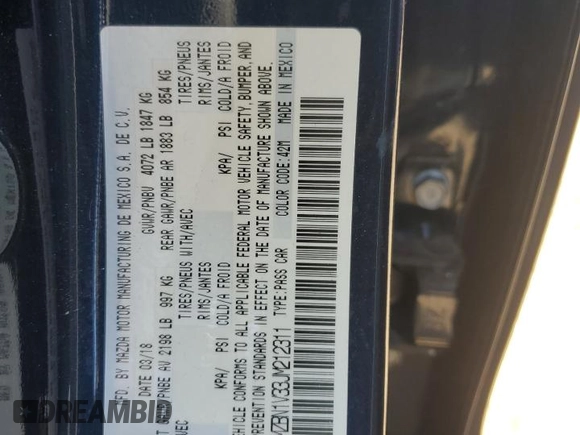 MFD. BY MAZDA MOTOR MANUFACTURING DE MEXICO S.A. DE C.V.
DATE 03/18 GVWR/PNBV 4072 LB 1847 KG
T GAWR/PNBE AV 2198 LB 997 KG REAR GAWR/PNBE AR 1883 LB 854 KG
AVEC TIRES/PNEUS WITH/AVEC TIRES/PNEUS
RIMS/JANTES RIMS/JANTES
KPA/ PSI COLD/A FROID KPA/ PSI COLD/A FROID
VEHICLE CONFORMS TO ALL APPLICABLE FEDERAL MOTOR VEHICLE SAFETY, BUMPER, AND
PREVENTION STANDARDS IN EFFECT ON THE DATE OF MANUFACTURE SHOWN ABOVE.
ZBN1V33JM212311 TYPE: PASS CAR COLOR CODE: 42M MADE IN MEXICO
DREAMBID